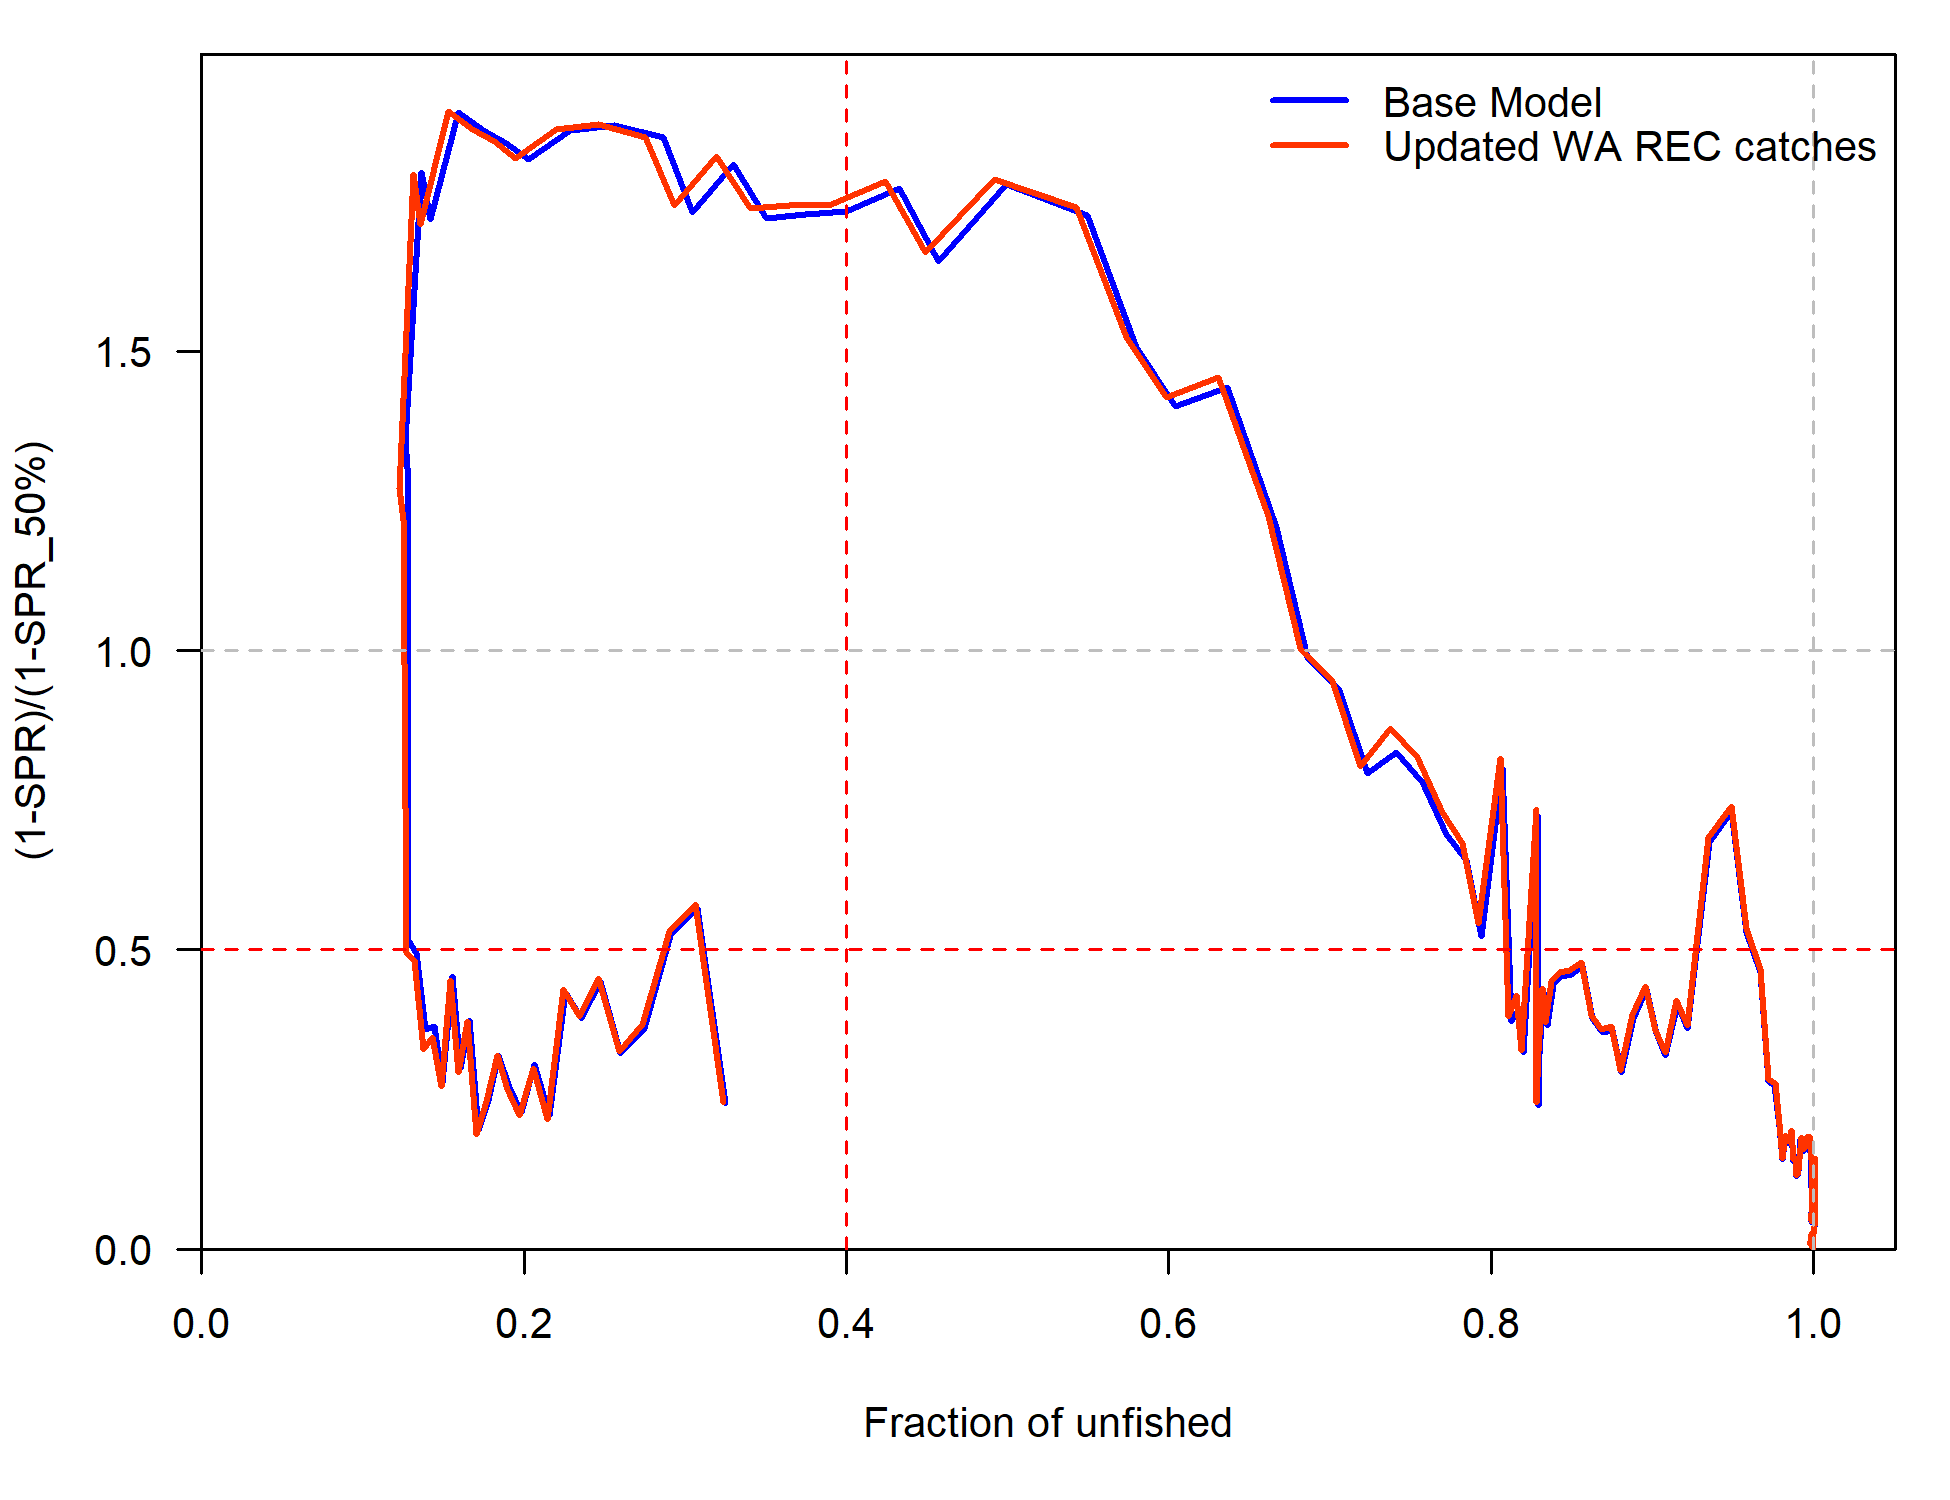 Base Model
Updated WA REC catches
(1-SPR)/(1-SPR_50%)
1.5
1.0
0.5
0.0
0.0 0.2 0.4 0.6 0.8 1.0
Fraction of unfished